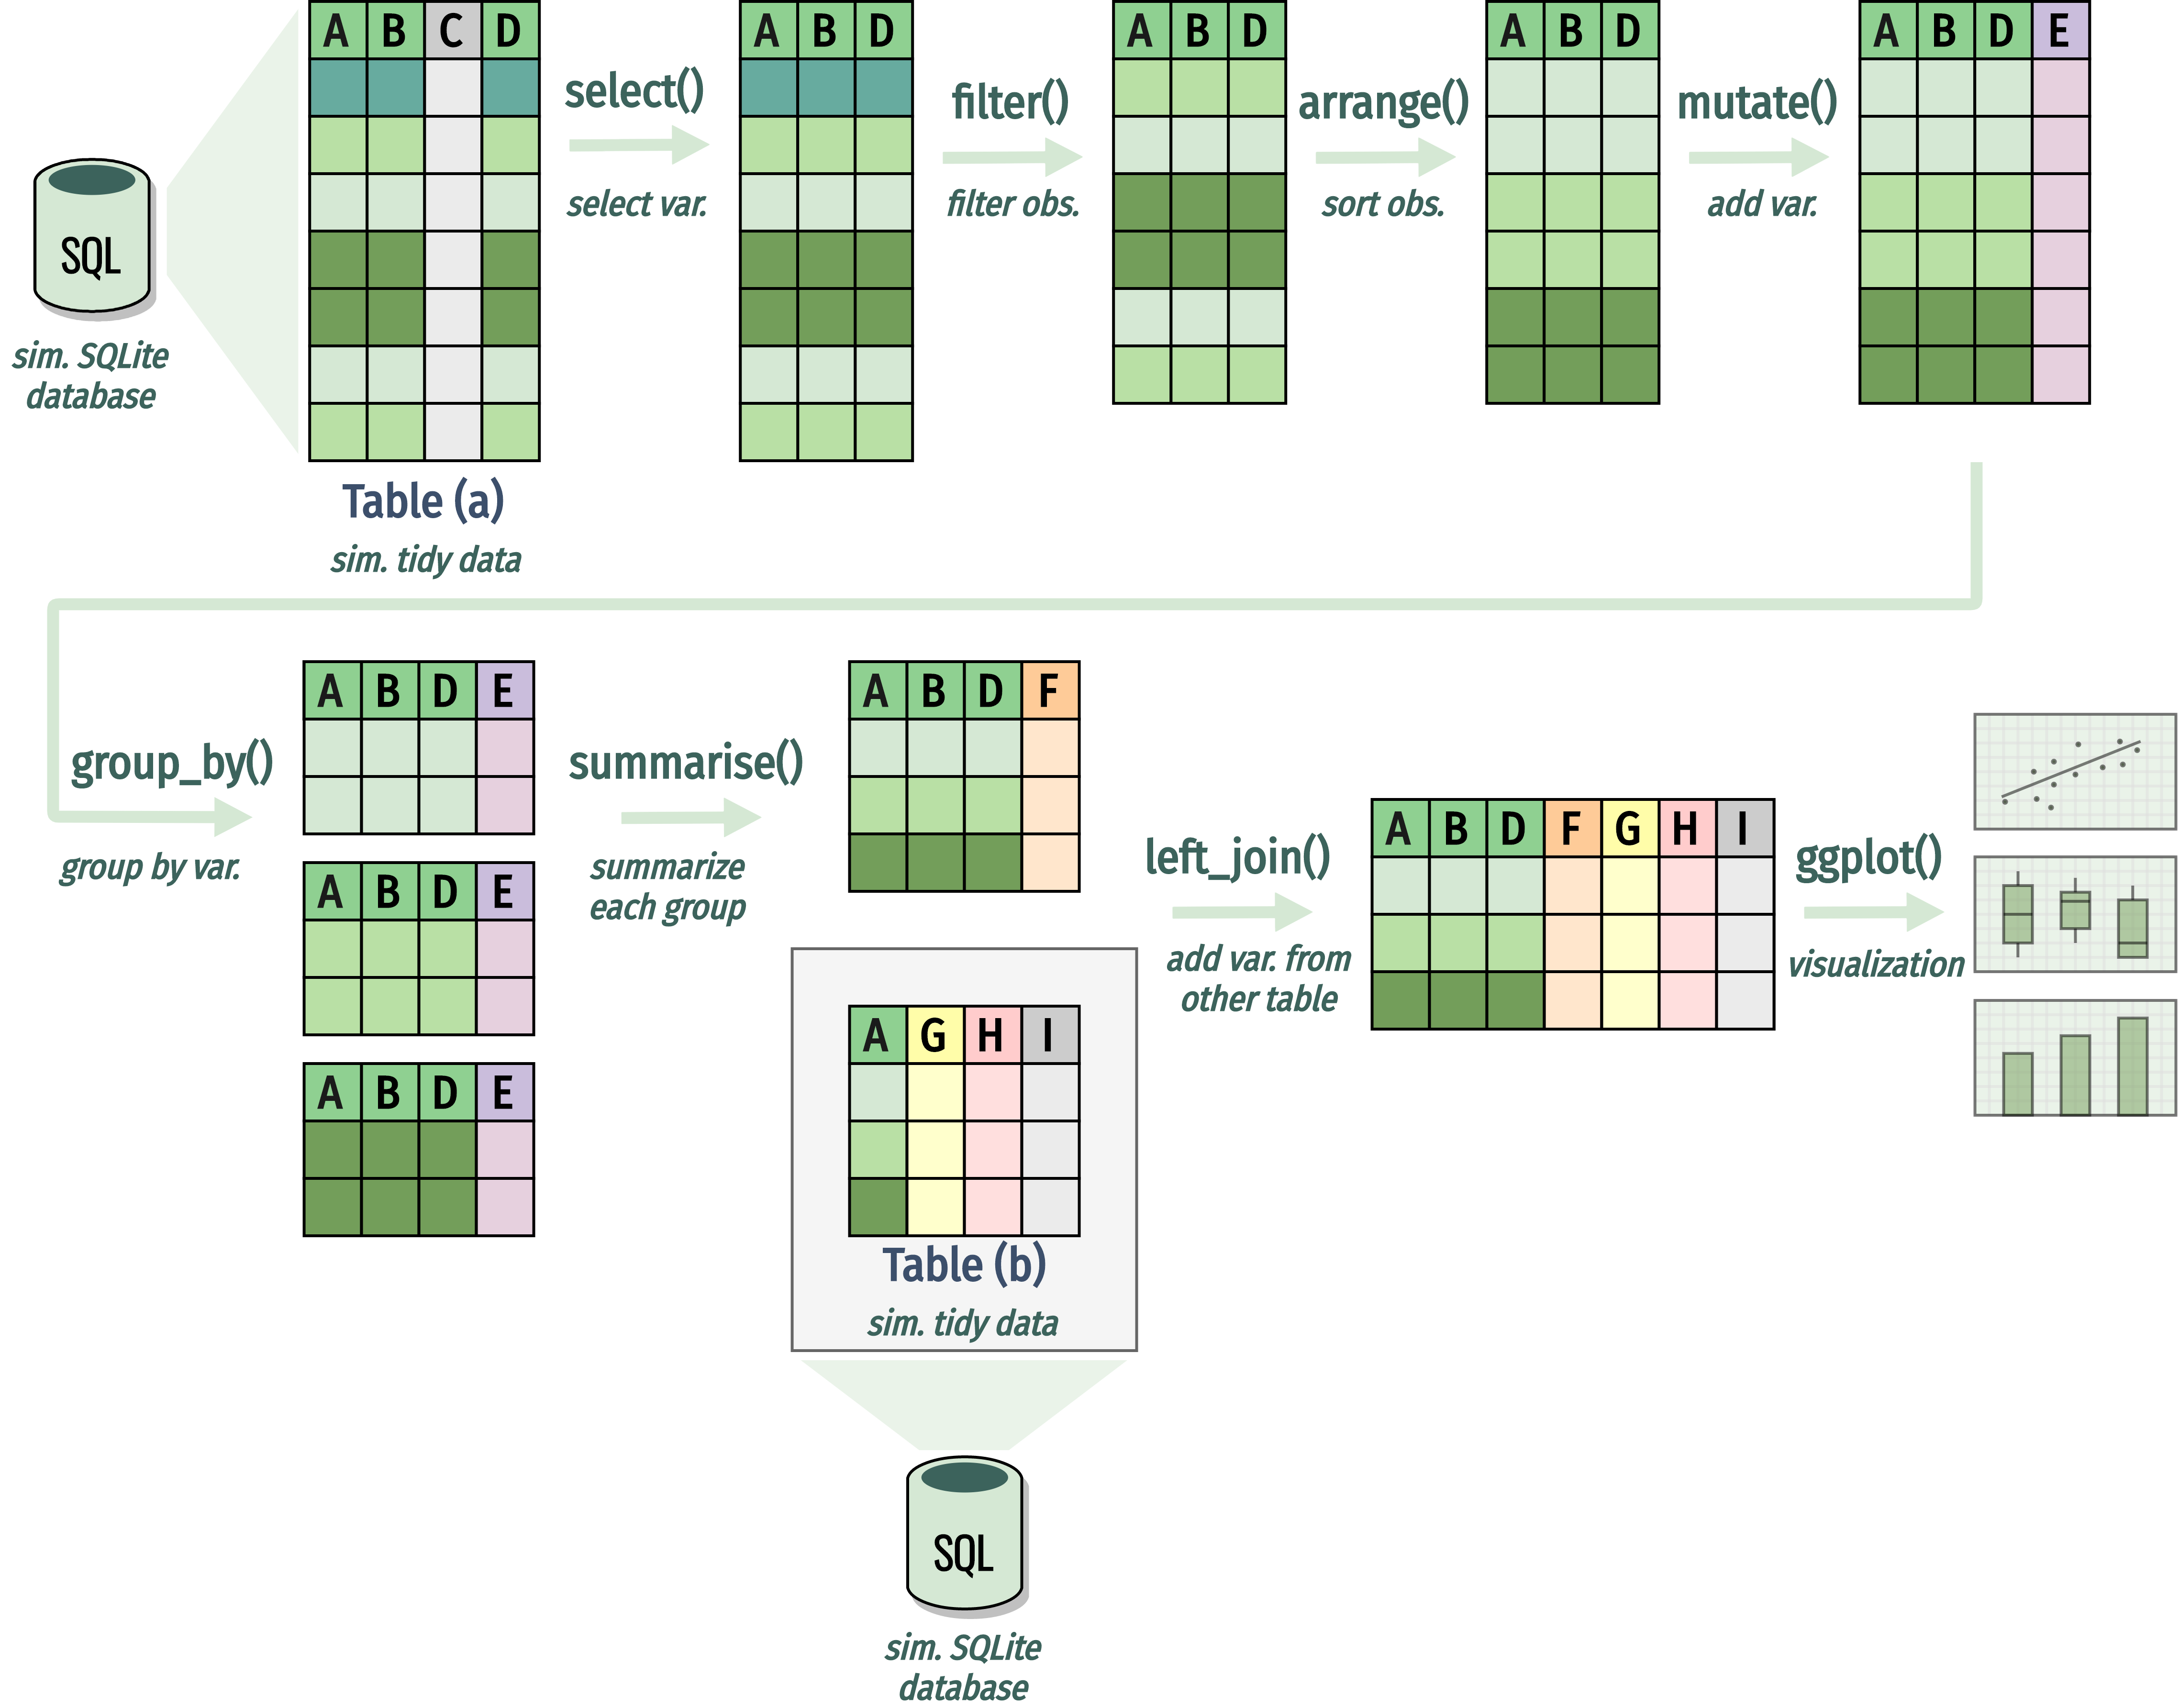 A B C D
A B D
A B D
A B D
A B D E
select()
select var.
filter()
filter obs.
arrange()
sort obs.
mutate()
add var.
SQL
sim. SQLite
database
Table (a)
sim. tidy data
group_by()
group by var.
A B D E
A B D E
A B D E
summarise()
summarize
each group
A B D F
A G H I
Table (b)
sim. tidy data
SQL
sim. SQLite
database
left_join()
add var. from
other table
A B D F G H I
ggplot()
visualization